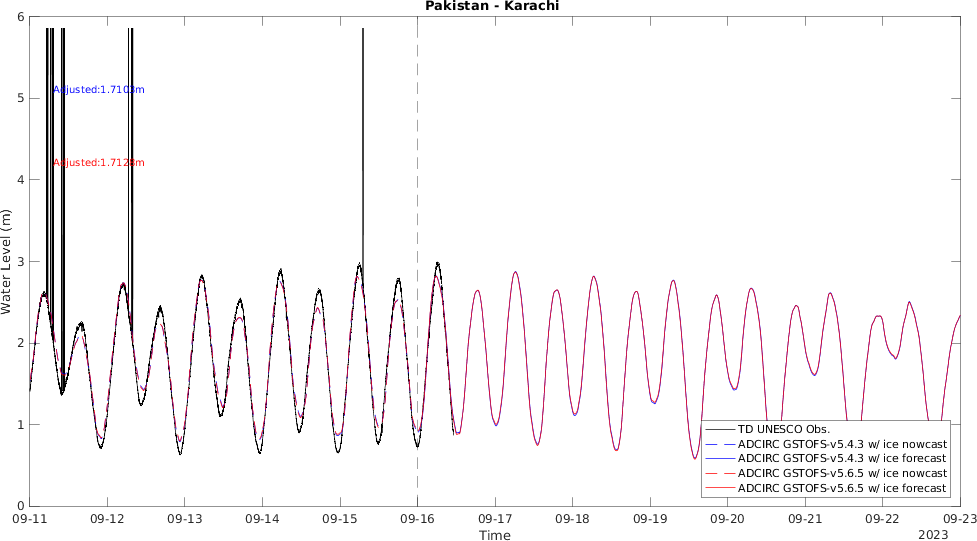 Pakistan - Karachi
6
5
4
3
2
1
0
Water Level (m)
Adjusted:1.7103m
Adjusted:1.7128m
TD UNESCO Obs.
ADCIRC GSTOFS-v5.4.3 w/ ice nowcast
ADCIRC GSTOFS-v5.4.3 w/ ice forecast
ADCIRC GSTOFS-v5.6.5 w/ ice nowcast
ADCIRC GSTOFS-v5.6.5 w/ ice forecast
09-11 09-12 09-13 09-14 09-15 09-16 09-17 09-18 09-19 09-20 09-21 09-22 09-23
Time
2023